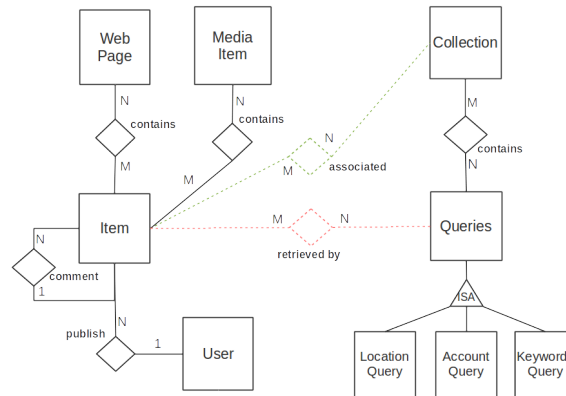 Web
Page
Media
Item
Collection
N
N
M
contains
contains
N
associated
M
contains
M
M
N
Item
M
N
Queries
retrieved by
N
comment
1
ISA
N
publish
1
User
Location
Query
Account
Query
Keyword
Query